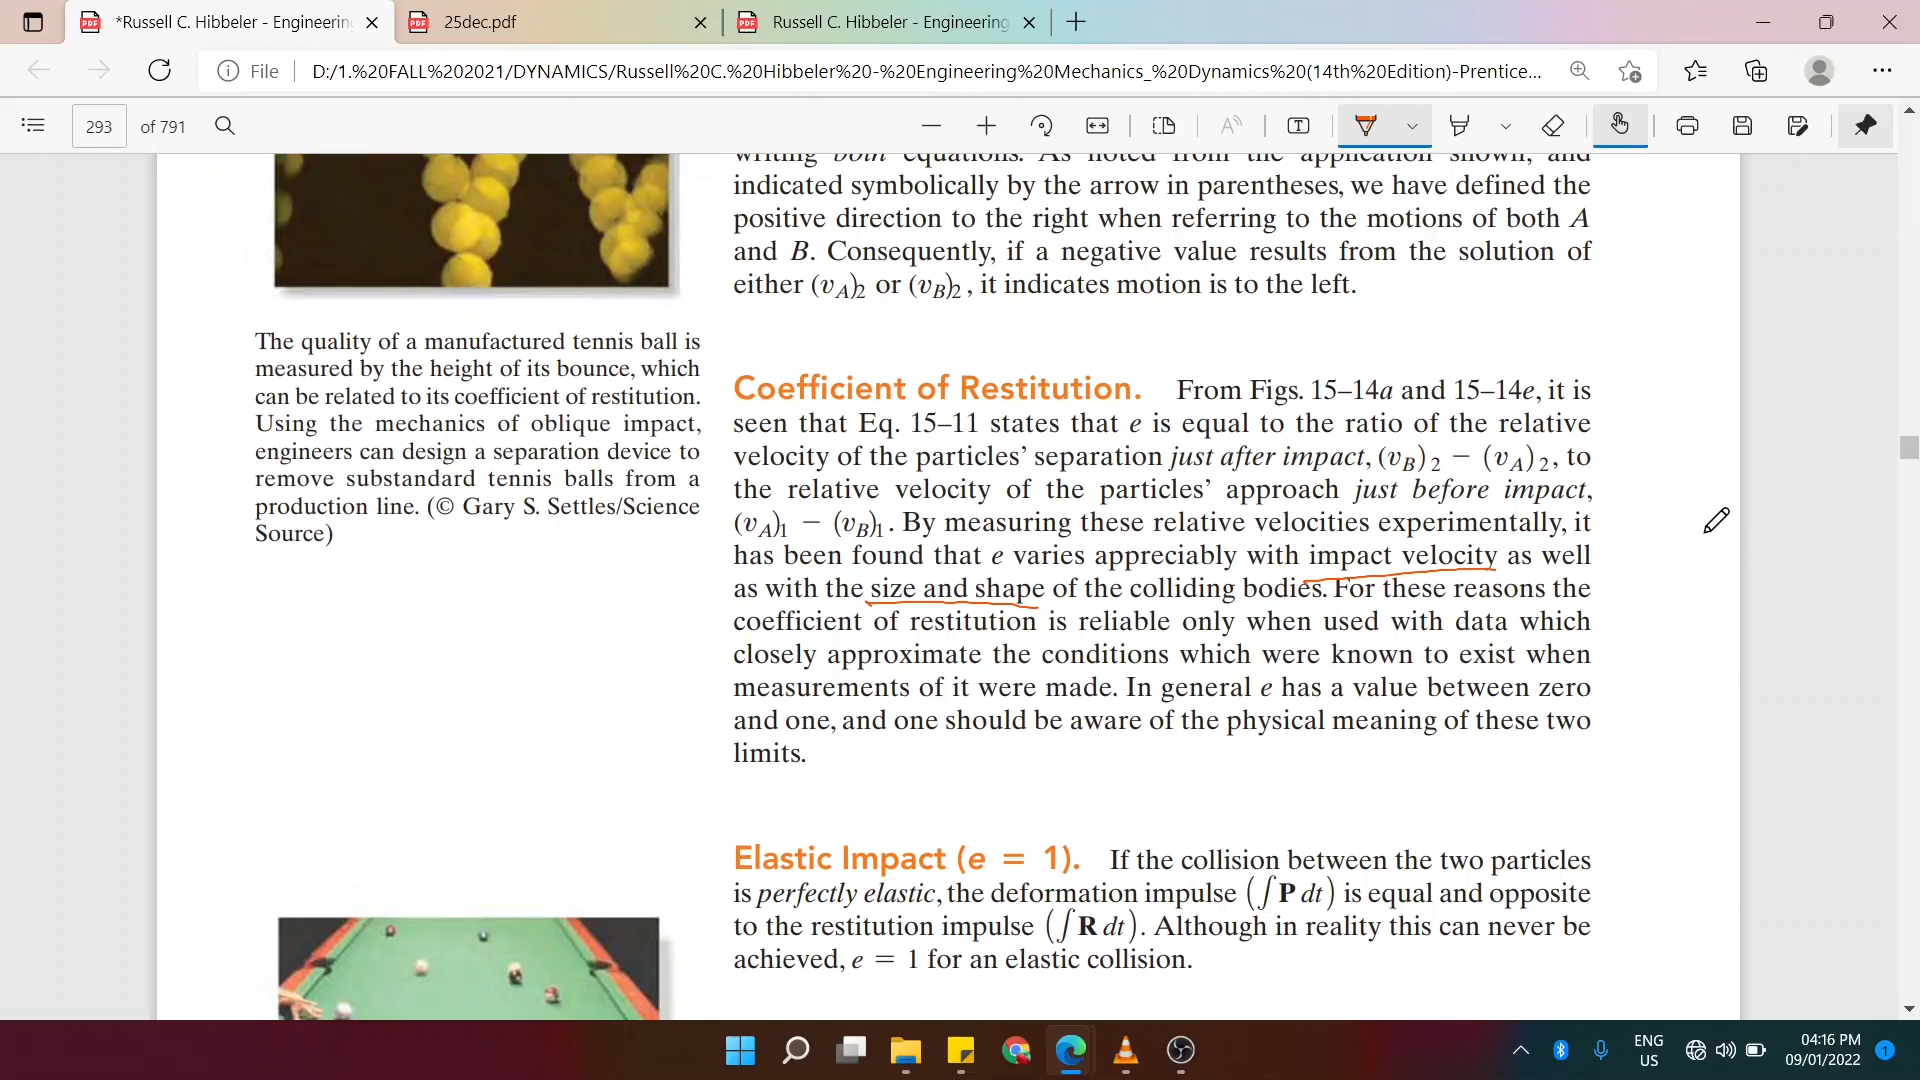 *Russell C. Hibbeler - Engineerin
25dec.pdf
Russell C. Hibbeler - Engineering
File
D:/1.%20FALL%202021/DYNAMICS/Russell%20C.%20Hibbeler%20-%20Engineering%20Mechanics_%20Dynamics%20(14th%20Edition)-Prentice...
293 of 791
writing both equations. As noted from the application shown, and
indicated symbolically by the arrow in parentheses, we have defined the
positive direction to the right when referring to the motions of both A
and B. Consequently, if a negative value results from the solution of
either (vA)2 or (vB)2 , it indicates motion is to the left.
The quality of a manufactured tennis ball is
measured by the height of its bounce, which
can be related to its coefficient of restitution.
Using the mechanics of oblique impact,
engineers can design a separation device to
remove substandard tennis balls from a
production line. (© Gary S. Settles/Science
Source)
Coefficient of Restitution. From Figs. 15–14a and 15–14e, it is
seen that Eq. 15–11 states that e is equal to the ratio of the relative
velocity of the particles’ separation just after impact, (vB)2 − (vA)2, to
the relative velocity of the particles’ approach just before impact,
(vA)1 − (vB)1. By measuring these relative velocities experimentally, it
has been found that e varies appreciably with impact velocity as well
as with the size and shape of the colliding bodies. For these reasons the
coefficient of restitution is reliable only when used with data which
closely approximate the conditions which were known to exist when
measurements of it were made. In general e has a value between zero
and one, and one should be aware of the physical meaning of these two
limits.
Elastic Impact (e = 1). If the collision between the two particles
is perfectly elastic, the deformation impulse (∫P dt) is equal and opposite
to the restitution impulse (∫R dt). Although in reality this can never be
achieved, e = 1 for an elastic collision.
ENG
US
04:16 PM
09/01/2022
1